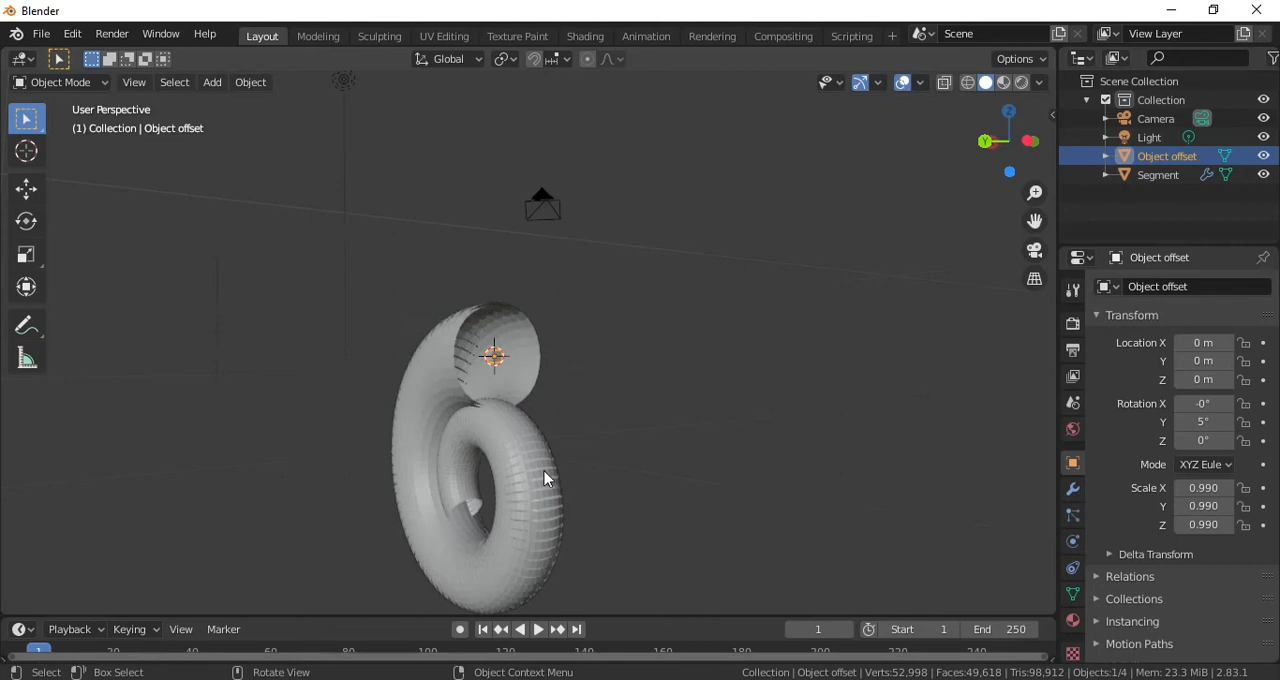 Blender
File Edit Render Window Help
Layout Modeling Sculpting UV Editing Texture Paint Shading Animation Rendering Compositing Scripting + Scene View Layer
Global Options
Object Mode View Select Add Object
User Perspective
(1) Collection | Object offset
Z
Y
Scene Collection
Collection
Camera
Light
Object offset
Segment
Object offset
Object offset
Transform
Location X 0 m
Y 0 m
Z 0 m
Rotation X -0°
Y 5°
Z 0°
Mode XYZ Eule
Scale X 0.990
Y 0.990
Z 0.990
Delta Transform
Relations
Collections
Instancing
Motion Paths
Playback Keying View Marker 1 Start 1 End 250
1 20 40 60 80 100 120 140 160 180 200 220 240
Select Box Select Rotate View Object Context Menu Collection | Object offset | Verts:52,998 | Faces:49,618 | Tris:98,912 | Objects:1/4 | Mem: 23.3 MiB | 2.83.1